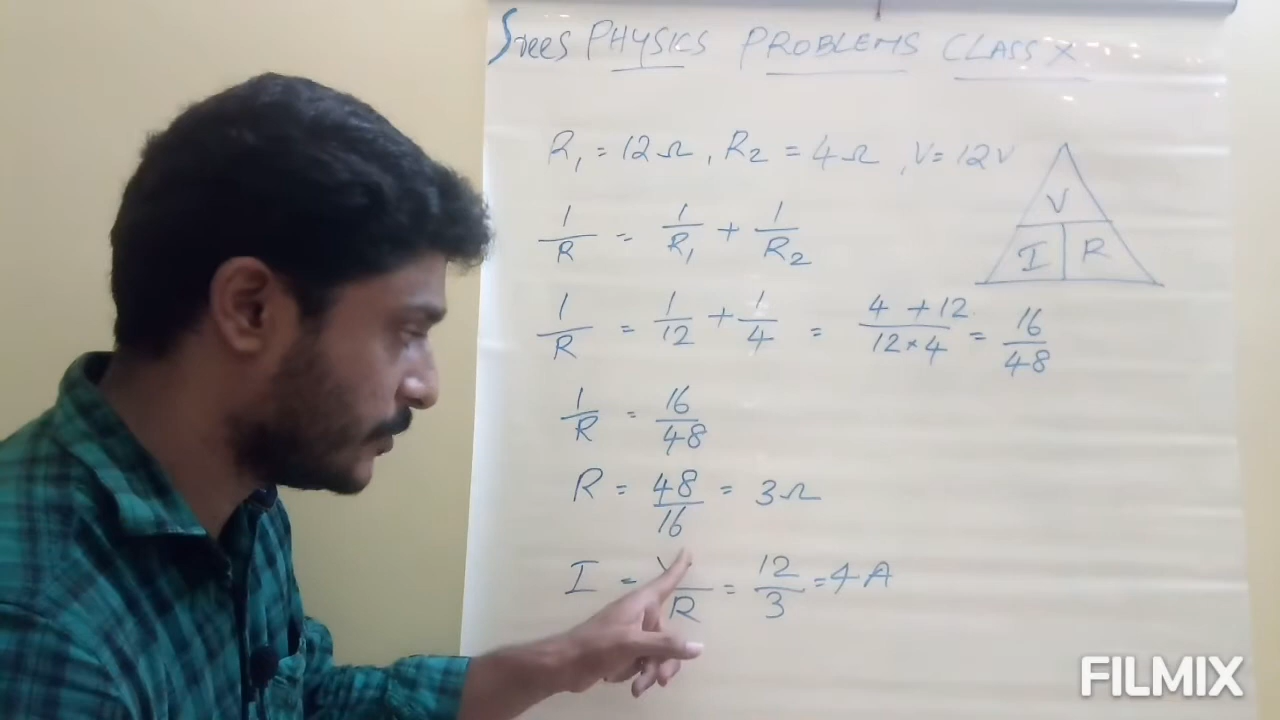 Srees PHYSICS PROBLEMS CLASS X
R₁ = 12Ω, R₂ = 4Ω, V = 12V
V
I R
1/R = 1/R₁ + 1/R₂
1/R = 1/12 + 1/4 = (4 + 12)/(12×4) = 16/48
1/R = 16/48
R = 48/16 = 3Ω
I = /R = 12/3 = 4A
FILMIX